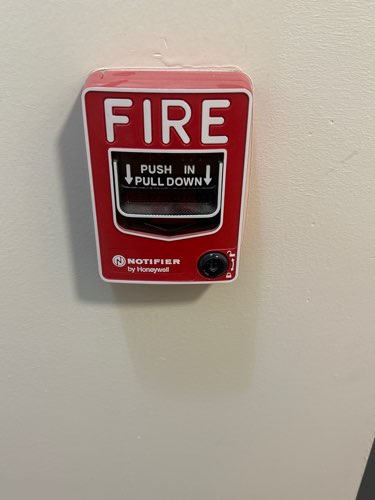 FIRE
PUSH IN
PULL DOWN
NOTIFIER
by Honeywell